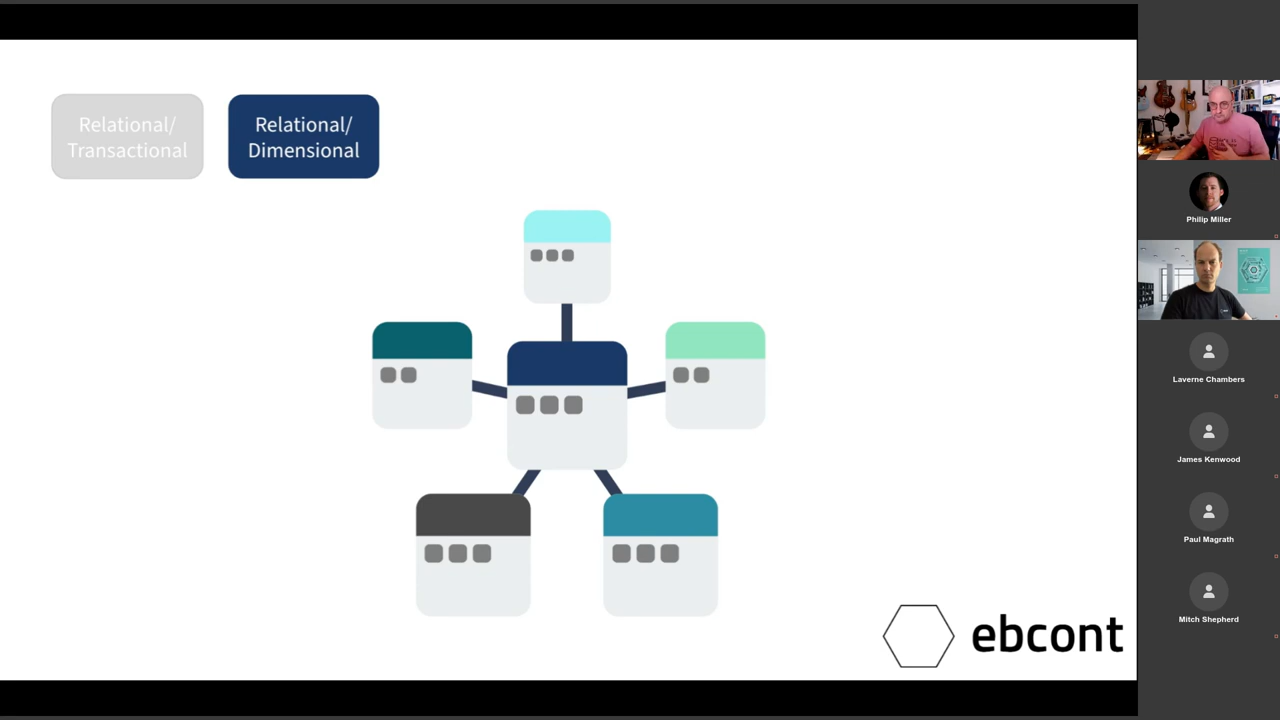 Relational/
Transactional
Relational/
Dimensional
ebcont
Philip Miller
Laverne Chambers
James Kenwood
Paul Magrath
Mitch Shepherd